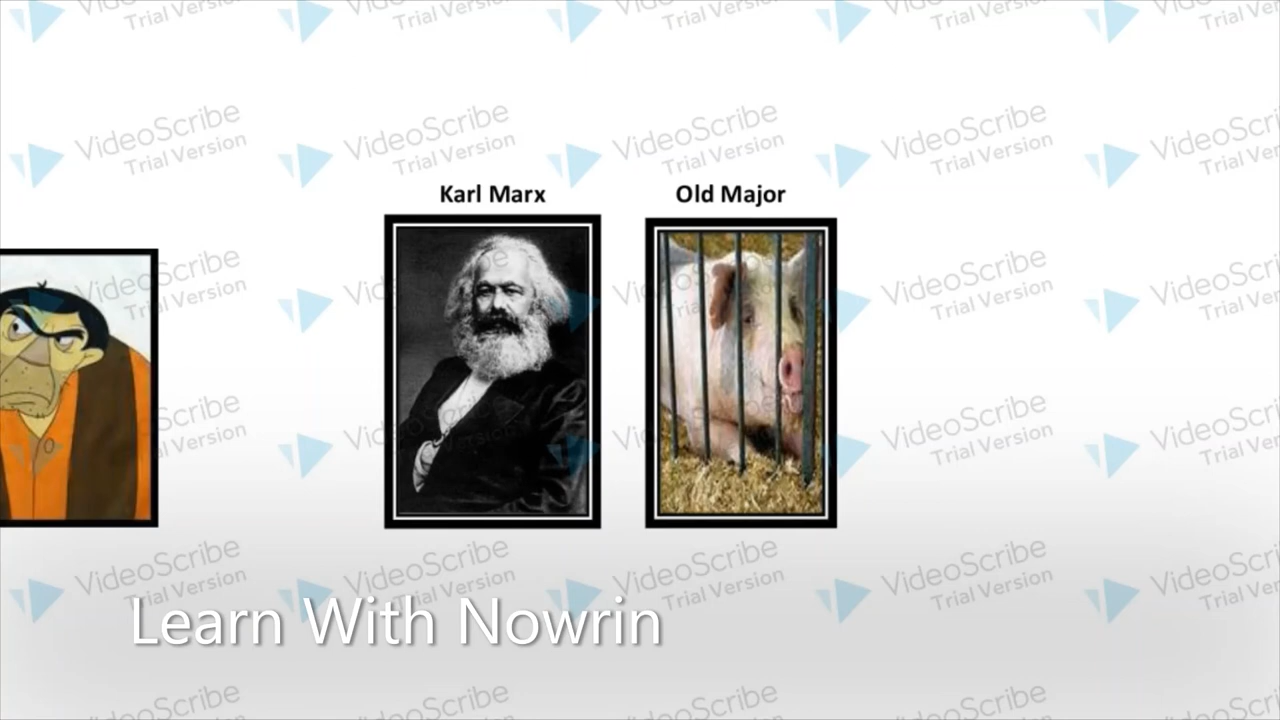 Karl Marx
Old Major
Learn With Nowrin
VideoScribe
Trial Version